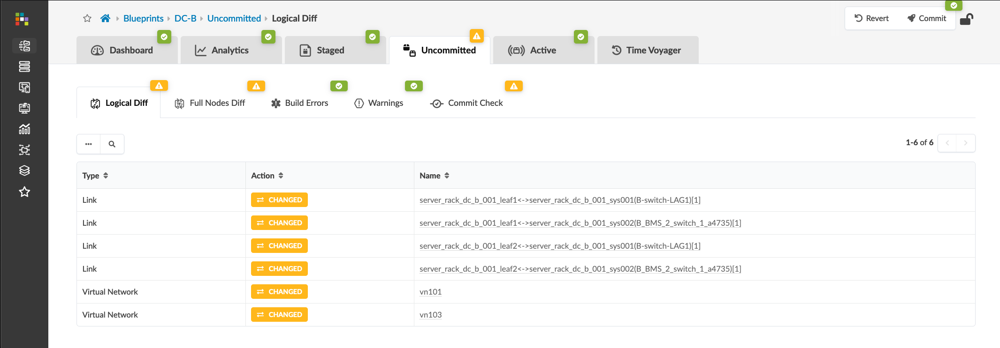 Blueprints DC-B Uncommitted Logical Diff
Revert Commit
Dashboard Analytics Staged Uncommitted Active Time Voyager
Logical Diff Full Nodes Diff Build Errors Warnings Commit Check
1-6 of 6
Type Action Name
Link CHANGED server_rack_dc_b_001_leaf1<->server_rack_dc_b_001_sys001(B-switch-LAG1)[1]
Link CHANGED server_rack_dc_b_001_leaf1<->server_rack_dc_b_001_sys002(B_BMS_2_switch_1_a4735)[1]
Link CHANGED server_rack_dc_b_001_leaf2<->server_rack_dc_b_001_sys001(B-switch-LAG1)[1]
Link CHANGED server_rack_dc_b_001_leaf2<->server_rack_dc_b_001_sys002(B_BMS_2_switch_1_a4735)[1]
Virtual Network CHANGED vn101
Virtual Network CHANGED vn103